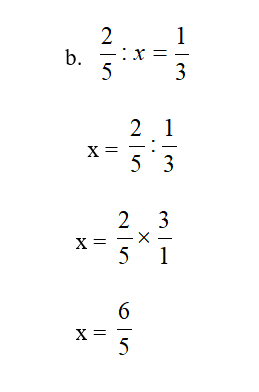 b. 2/5 : x = 1/3
x = 2/5 : 1/3
x = 2/5 × 3/1
x = 6/5